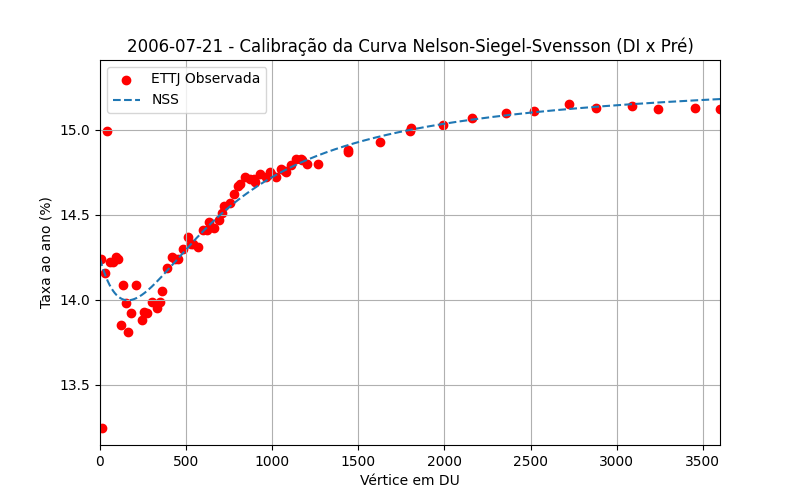 2006-07-21 - Calibração da Curva Nelson-Siegel-Svensson (DI x Pré)
ETTJ Observada
NSS
Taxa ao ano (%)
15.0
14.5
14.0
13.5
0 500 1000 1500 2000 2500 3000 3500
Vértice em DU